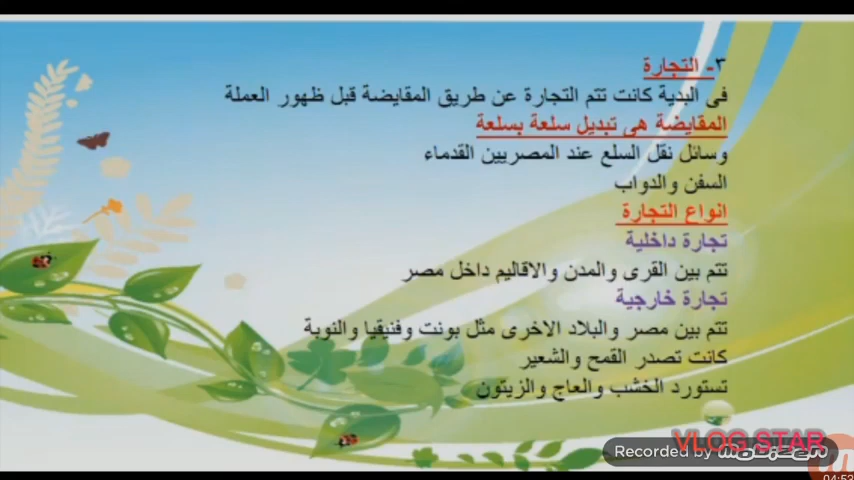 ٣- التجارة
فى البدية كانت تتم التجارة عن طريق المقايضة قبل ظهور العملة
المقايضة هى تبديل سلعة بسلعة
وسائل نقل السلع عند المصريين القدماء
السفن والدواب
انواع التجارة
تجارة داخلية
تتم بين القرى والمدن والاقاليم داخل مصر
تجارة خارجية
تتم بين مصر والبلاد الاخرى مثل بونت وفنيقيا والنوبة
كانت تصدر القمح والشعير
تستورد الخشب والعاج والزيتون
VLOG STAR
Recorded by
04:53